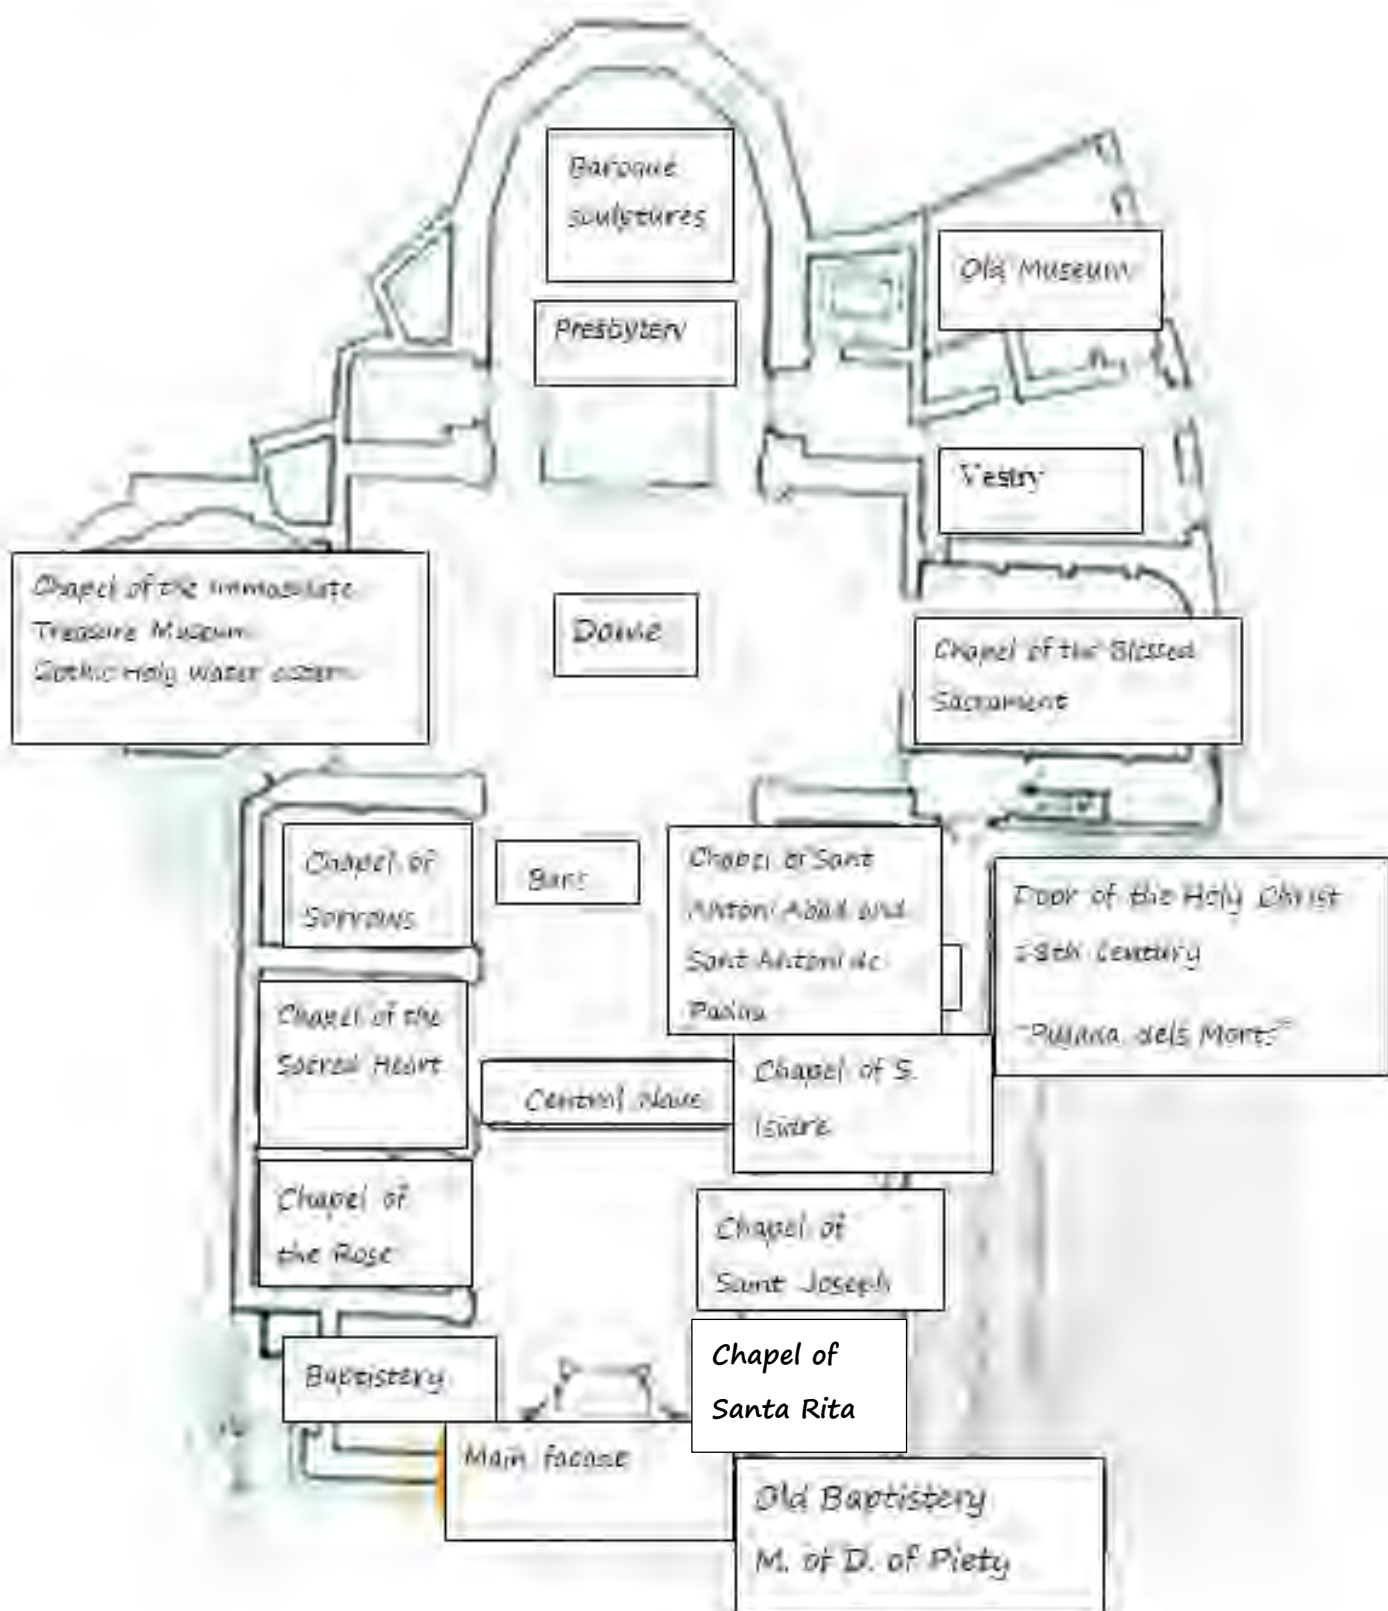 Baroque
sculptures
Old Museum
Presbytery
Vestry
Chapel of the Immaculate
Treasure Museum
Gothic Holy Water cistern
Dome
Chapel of the Blessed
Sacrament
Chapel of
Sorrows
Chapel of Sant
Antoni Abad and
Sant Antoni de
Padua
Door of the Holy Christ
18th century
"Pujada dels Morts"
Chapel of the
Sacred Heart
Central Nave
Chapel of S.
Chapel of
the Rose
Chapel of
Saint Joseph
Baptistery
Chapel of
Santa Rita
Main facade
Old Baptistery
M. of D. of Piety